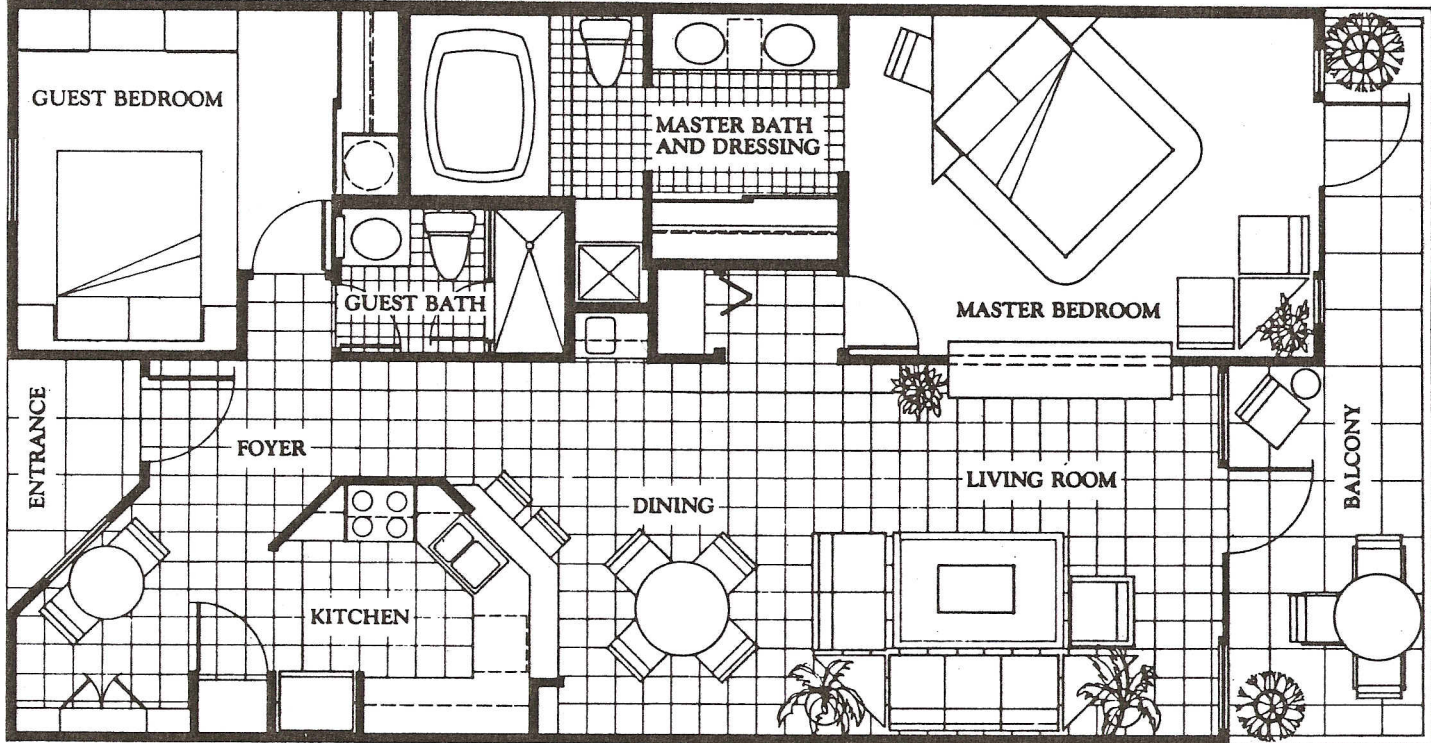 GUEST BEDROOM
MASTER BATH
AND DRESSING
GUEST BATH
MASTER BEDROOM
ENTRANCE
FOYER
BALCONY
LIVING ROOM
DINING
KITCHEN